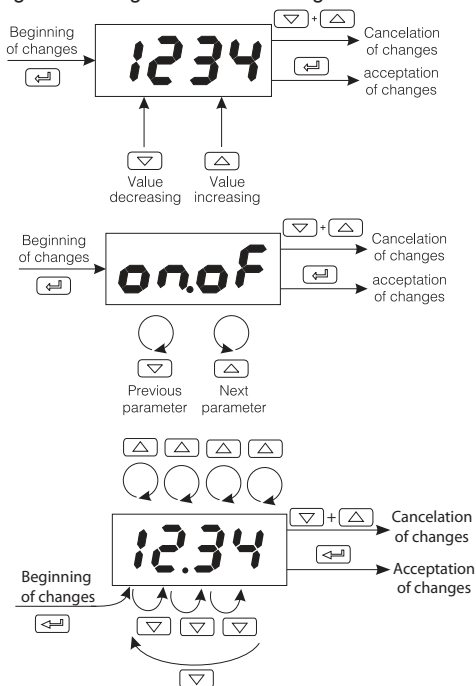 Beginning
of changes
1234
+
Cancelation
of changes
acceptation
of changes
Value
decreasing
Value
increasing
Beginning
of changes
on.oF
+
Cancelation
of changes
acceptation
of changes
Previous
parameter
Next
parameter
12.34
+
Cancelation
of changes
Acceptation
of changes
Beginning
of changes